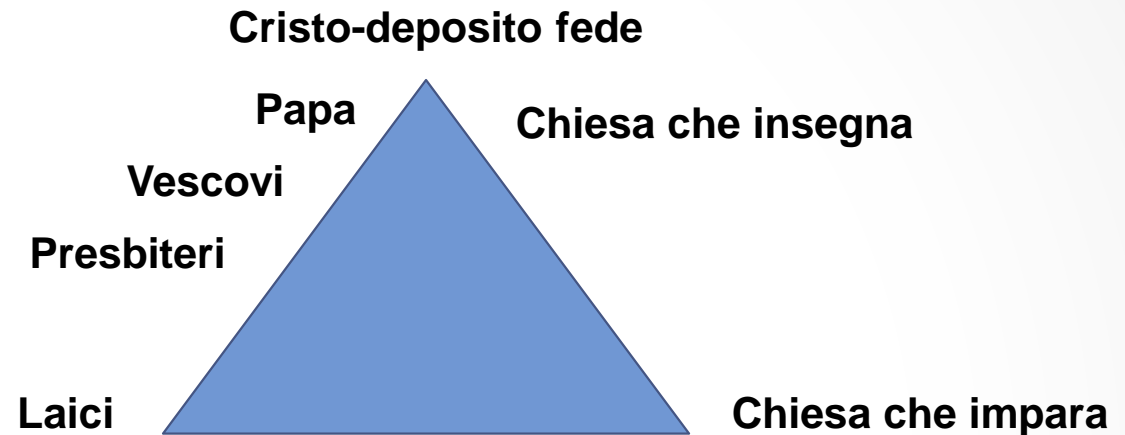 Cristo-deposito fede
Papa
Chiesa che insegna
Vescovi
Presbiteri
Laici
Chiesa che impara